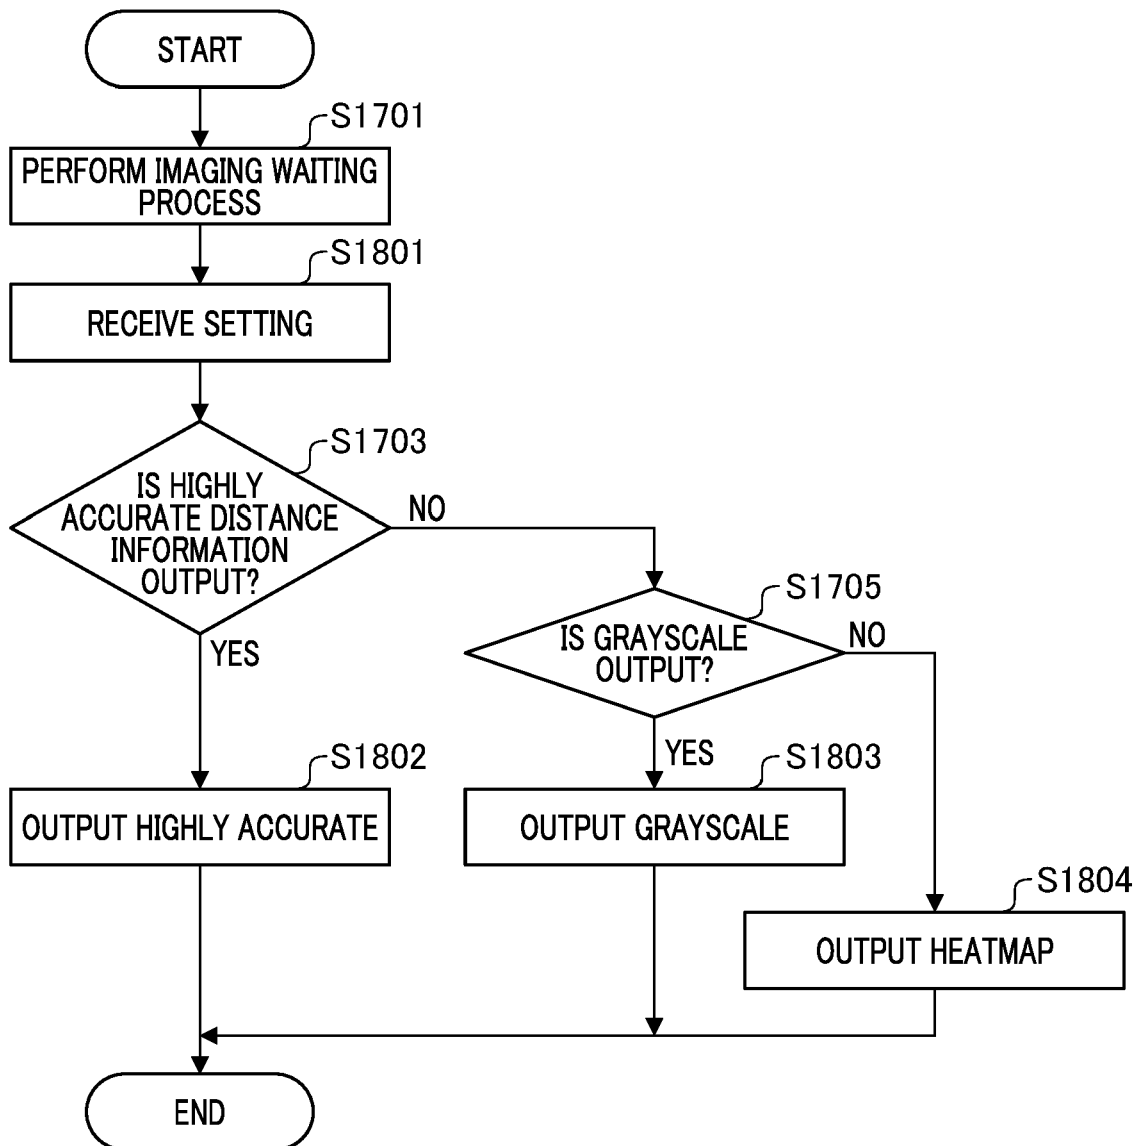 START
S1701
PERFORM IMAGING WAITING
PROCESS
S1801
RECEIVE SETTING
S1703
IS HIGHLY
ACCURATE DISTANCE
INFORMATION
OUTPUT?
NO
YES
S1705
IS GRAYSCALE
OUTPUT?
NO
YES
S1802
OUTPUT HIGHLY ACCURATE
S1803
OUTPUT GRAYSCALE
S1804
OUTPUT HEATMAP
END